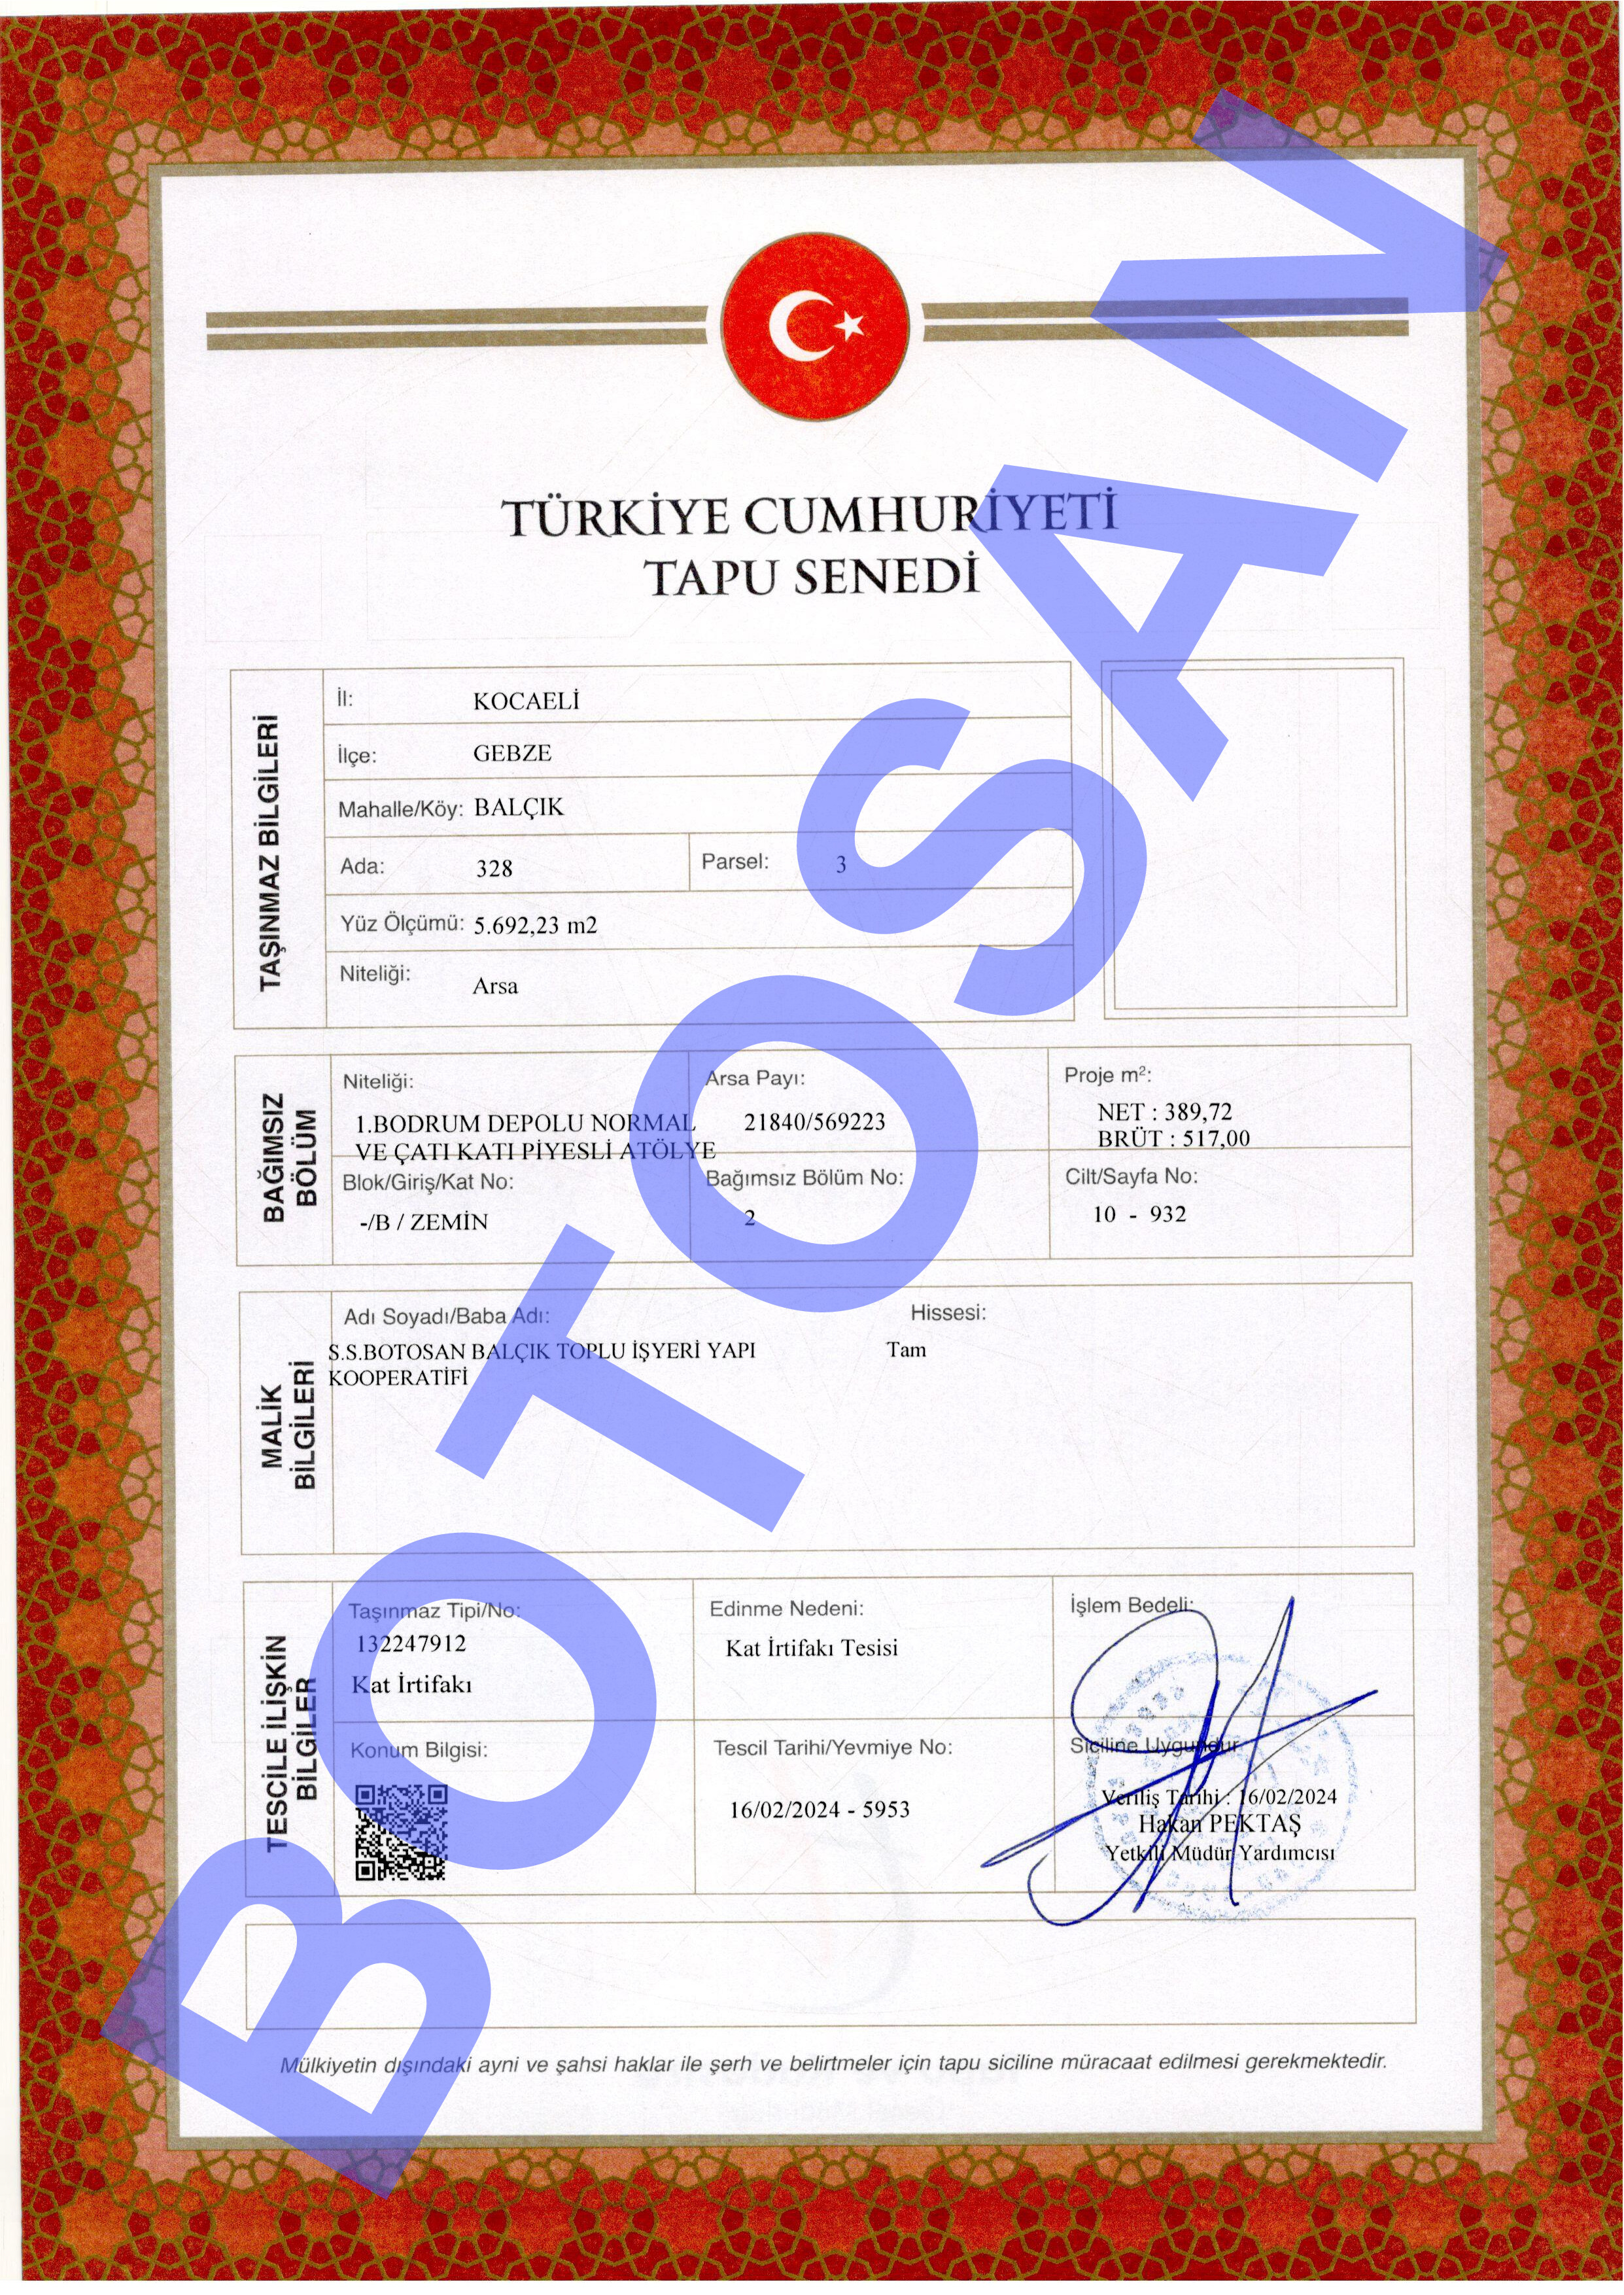 TÜRKİYE CUMHURİYETİ
TAPU SENEDİ
TAŞINMAZ BİLGİLERİ
İl: KOCAELİ
İlçe: GEBZE
Mahalle/Köy: BALÇIK
Ada: 328 Parsel: 3
Yüz Ölçümü: 5.692,23 m2
Niteliği: Arsa
BAĞIMSIZ
BÖLÜM
Niteliği:
1.BODRUM DEPOLU NORMAL
VE ÇATI KATI PİYESLİ ATÖLYE
Arsa Payı:
21840/569223
Proje m²:
NET : 389,72
BRÜT : 517,00
Blok/Giriş/Kat No:
-/B / ZEMİN
Bağımsız Bölüm No:
2
Cilt/Sayfa No:
10 - 932
MALİK
BİLGİLERİ
Adı Soyadı/Baba Adı:
S.S.BOTOSAN BALÇIK TOPLU İŞYERİ YAPI
KOOPERATİFİ
Hissesi:
Tam
TESCİLE İLİŞKİN
BİLGİLER
Taşınmaz Tipi/No:
132247912
Kat İrtifakı
Edinme Nedeni:
Kat İrtifakı Tesisi
İşlem Bedeli:
Konum Bilgisi:
Tescil Tarihi/Yevmiye No:
16/02/2024 - 5953
Siciline Uygundur
Veriliş Tarihi : 16/02/2024
Hakan PEKTAŞ
Yetkili Müdür Yardımcısı
Mülkiyetin dışındaki ayni ve şahsi haklar ile şerh ve belirtmeler için tapu siciline müracaat edilmesi gerekmektedir.
BOTOSAN